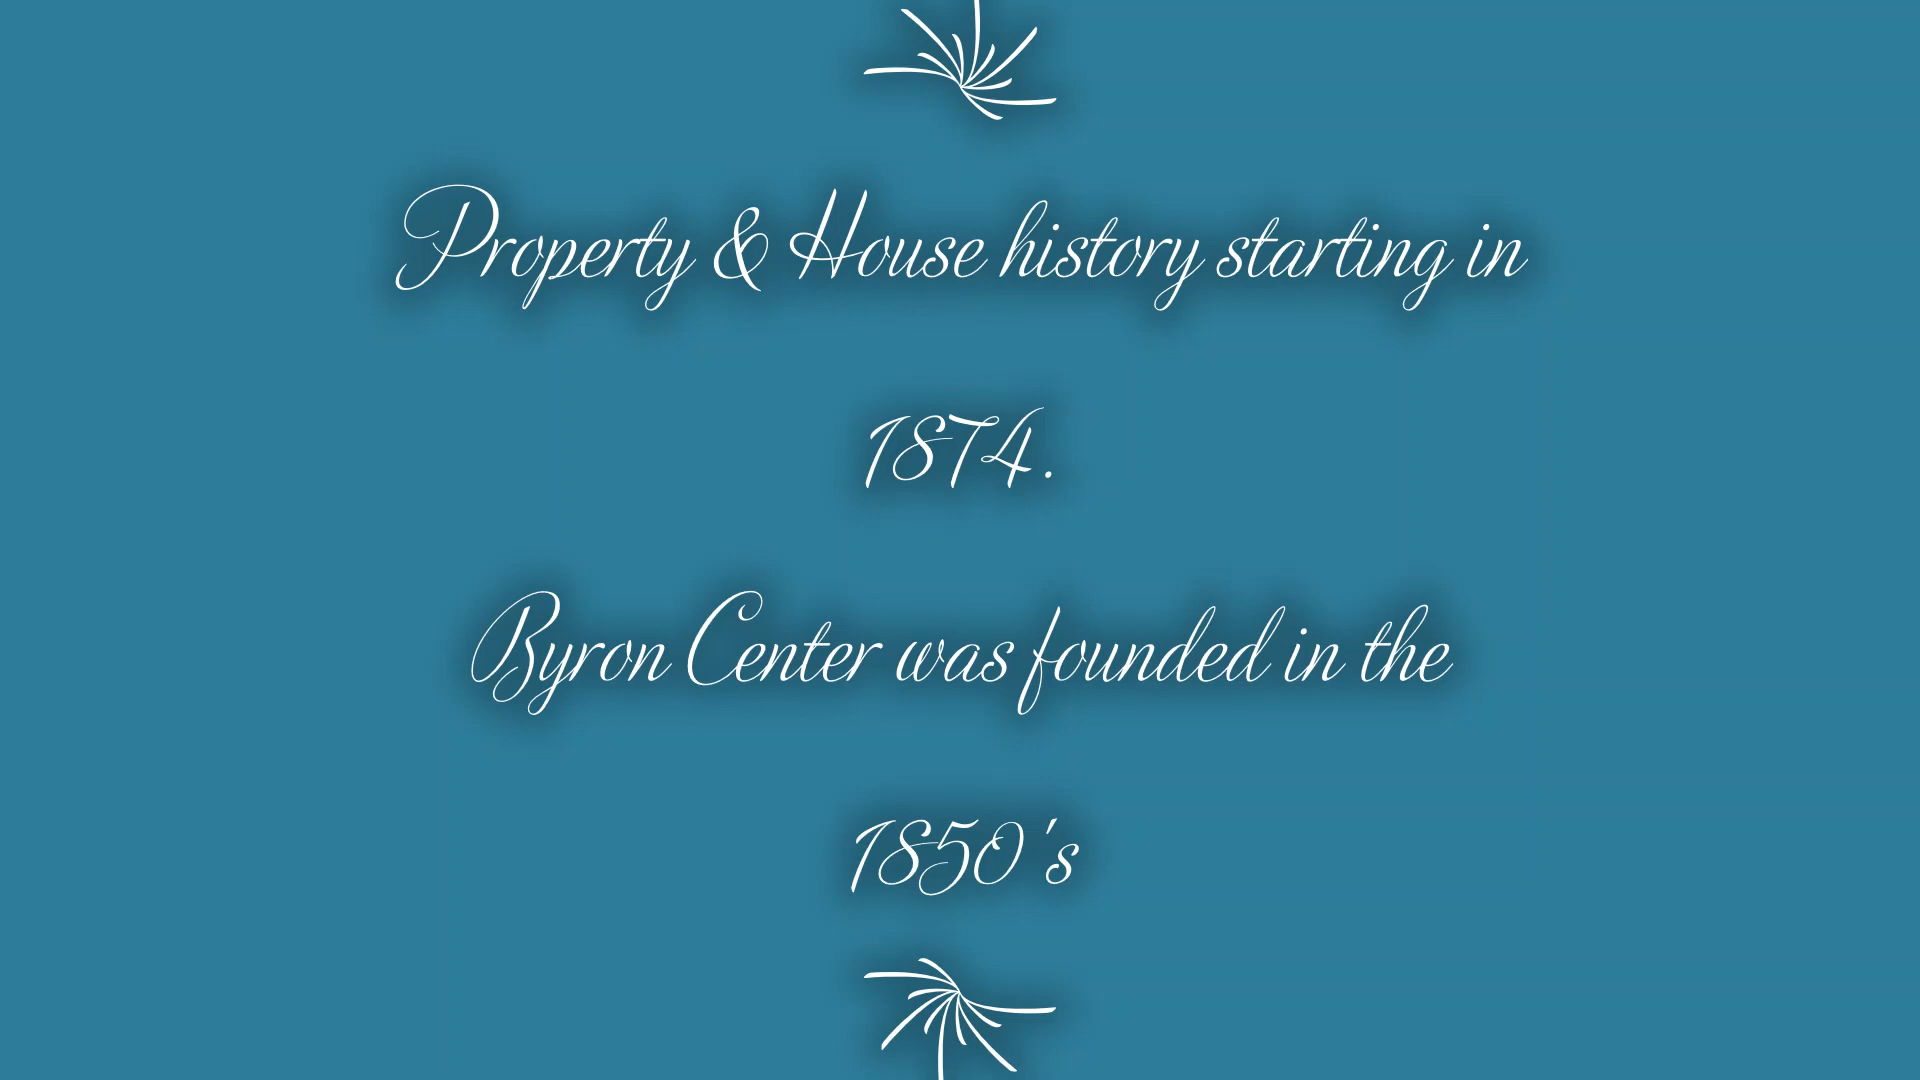 Property & House history starting in
1874.
Byron Center was founded in the
1850's